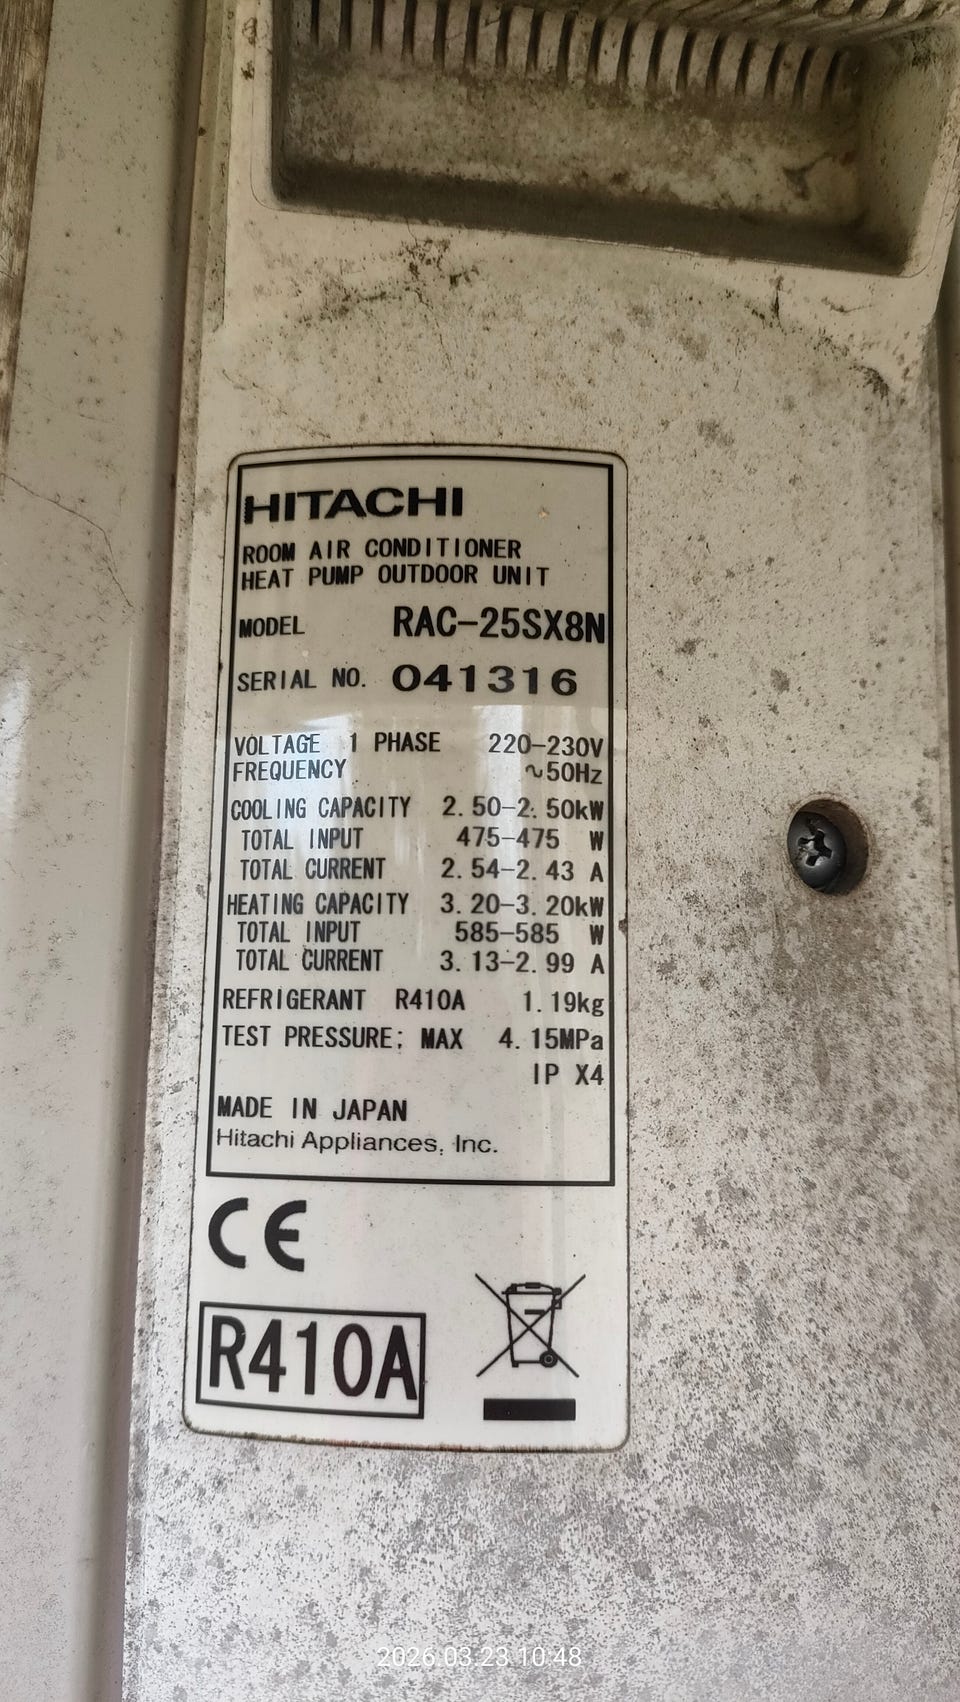 HITACHI
ROOM AIR CONDITIONER
HEAT PUMP OUTDOOR UNIT
MODEL RAC-25SX8N
SERIAL NO. 041316
VOLTAGE 1 PHASE 220-230V
FREQUENCY ~50Hz
COOLING CAPACITY 2.50-2.50kW
TOTAL INPUT 475-475 W
TOTAL CURRENT 2.54-2.43 A
HEATING CAPACITY 3.20-3.20kW
TOTAL INPUT 585-585 W
TOTAL CURRENT 3.13-2.99 A
REFRIGERANT R410A 1.19kg
TEST PRESSURE; MAX 4.15MPa
IP X4
MADE IN JAPAN
Hitachi Appliances, Inc.
CE
R410A
2026.03.23 10:48